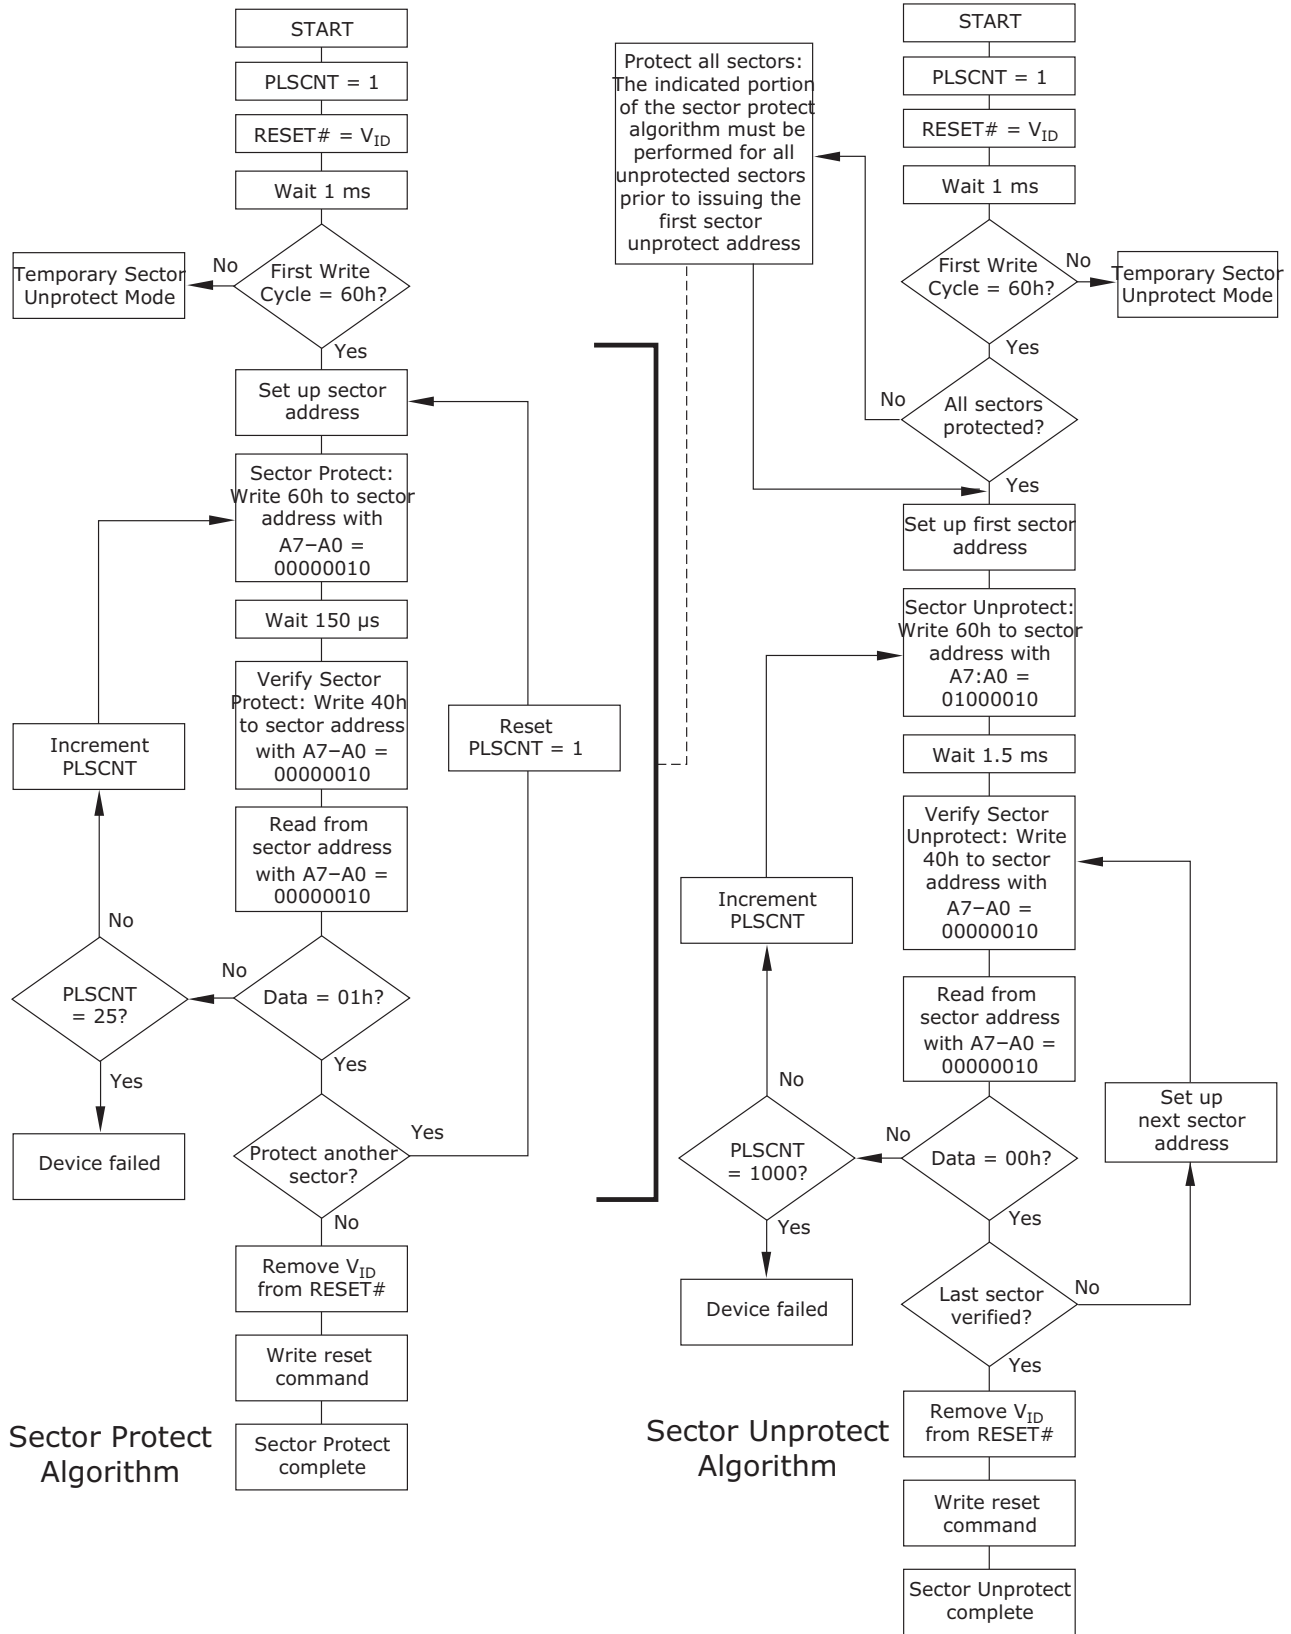 START
PLSCNT = 1
RESET# = VID
Wait 1 ms
First Write
Cycle = 60h?
No
Temporary Sector
Unprotect Mode
Yes
Set up sector
address
Sector Protect:
Write 60h to sector
address with
A7–A0 =
00000010
Wait 150 µs
Verify Sector
Protect: Write 40h
to sector address
with A7–A0 =
00000010
Reset
PLSCNT = 1
Increment
PLSCNT
Read from
sector address
with A7–A0 =
00000010
No
No
PLSCNT
= 25?
Data = 01h?
Yes
Yes
Device failed
Protect another
sector?
Yes
No
Remove VID
from RESET#
Write reset
command
Sector Protect
complete
Sector Protect
Algorithm
START
PLSCNT = 1
RESET# = VID
Wait 1 ms
Protect all sectors:
The indicated portion
of the sector protect
algorithm must be
performed for all
unprotected sectors
prior to issuing the
first sector
unprotect address
First Write
Cycle = 60h?
No
Temporary Sector
Unprotect Mode
Yes
No
All sectors
protected?
Yes
Set up first sector
address
Sector Unprotect:
Write 60h to sector
address with
A7:A0 =
01000010
Wait 1.5 ms
Verify Sector
Unprotect: Write
40h to sector
address with
A7–A0 =
00000010
Increment
PLSCNT
Read from
sector address
with A7–A0 =
00000010
No
No
PLSCNT
= 1000?
Data = 00h?
Set up
next sector
address
Yes
Yes
Device failed
Last sector
verified?
No
Yes
Remove VID
from RESET#
Write reset
command
Sector Unprotect
complete
Sector Unprotect
Algorithm